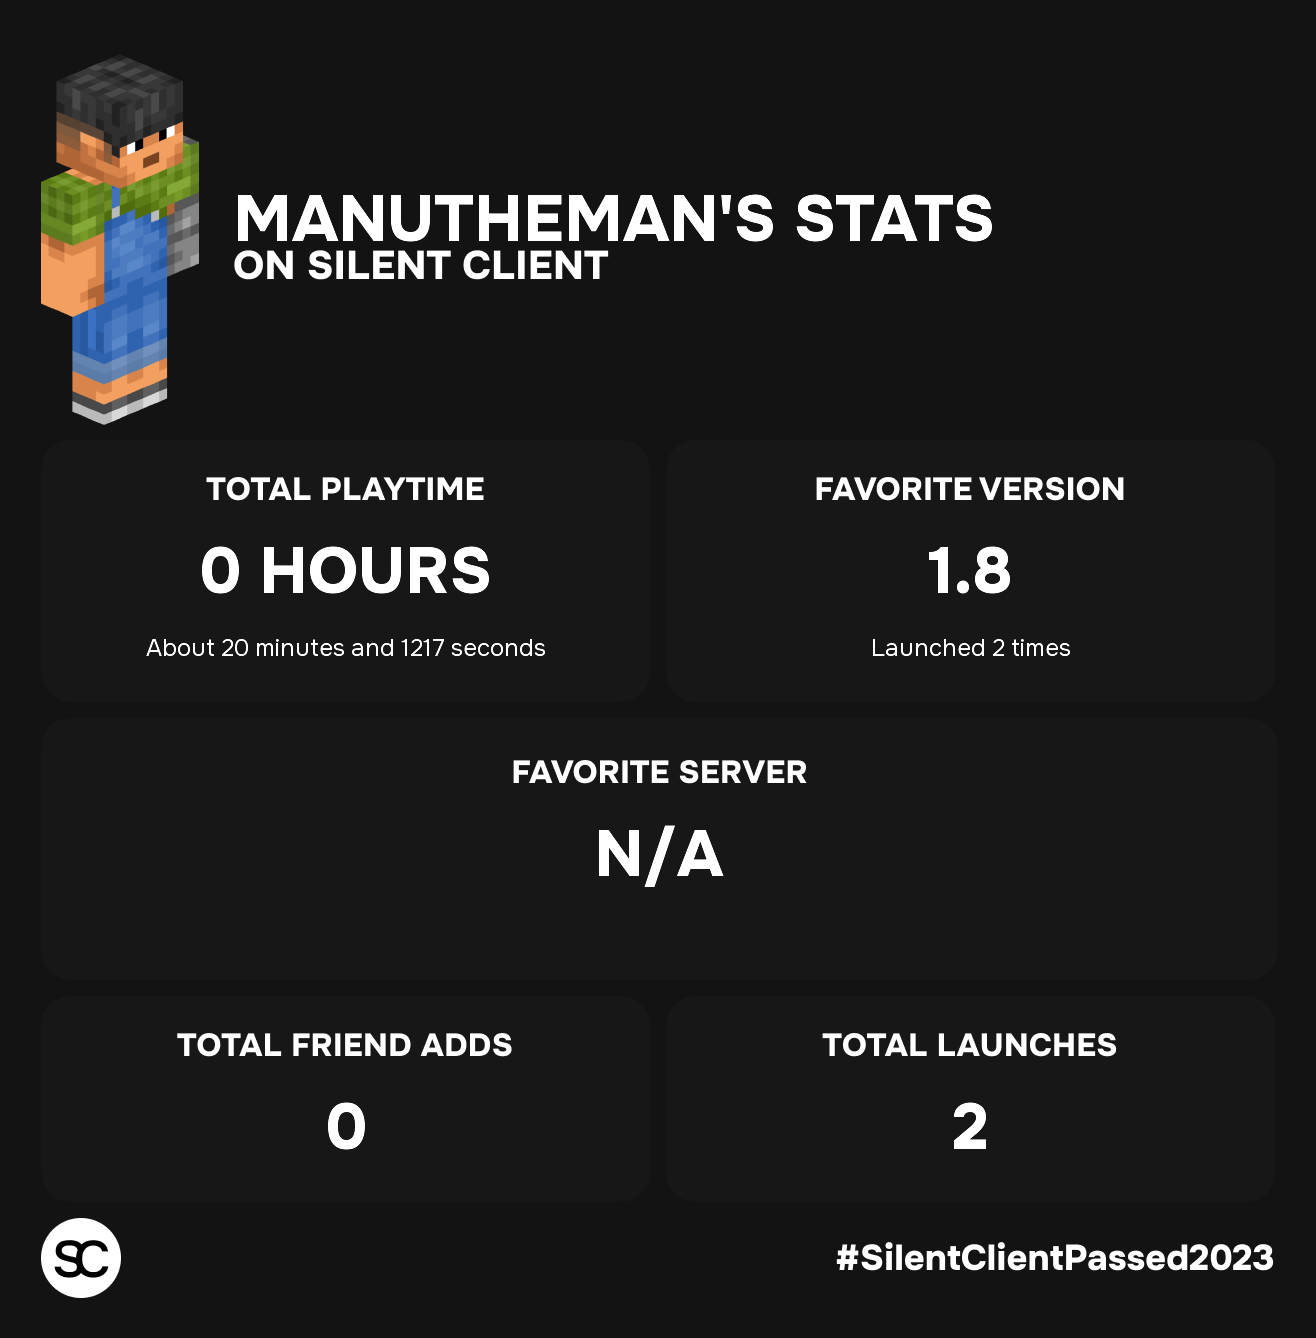 MANUTHEMAN'S STATS
ON SILENT CLIENT
TOTAL PLAYTIME
0 HOURS
About 20 minutes and 1217 seconds
FAVORITE VERSION
1.8
Launched 2 times
FAVORITE SERVER
N/A
TOTAL FRIEND ADDS
0
TOTAL LAUNCHES
2
SC
#SilentClientPassed2023